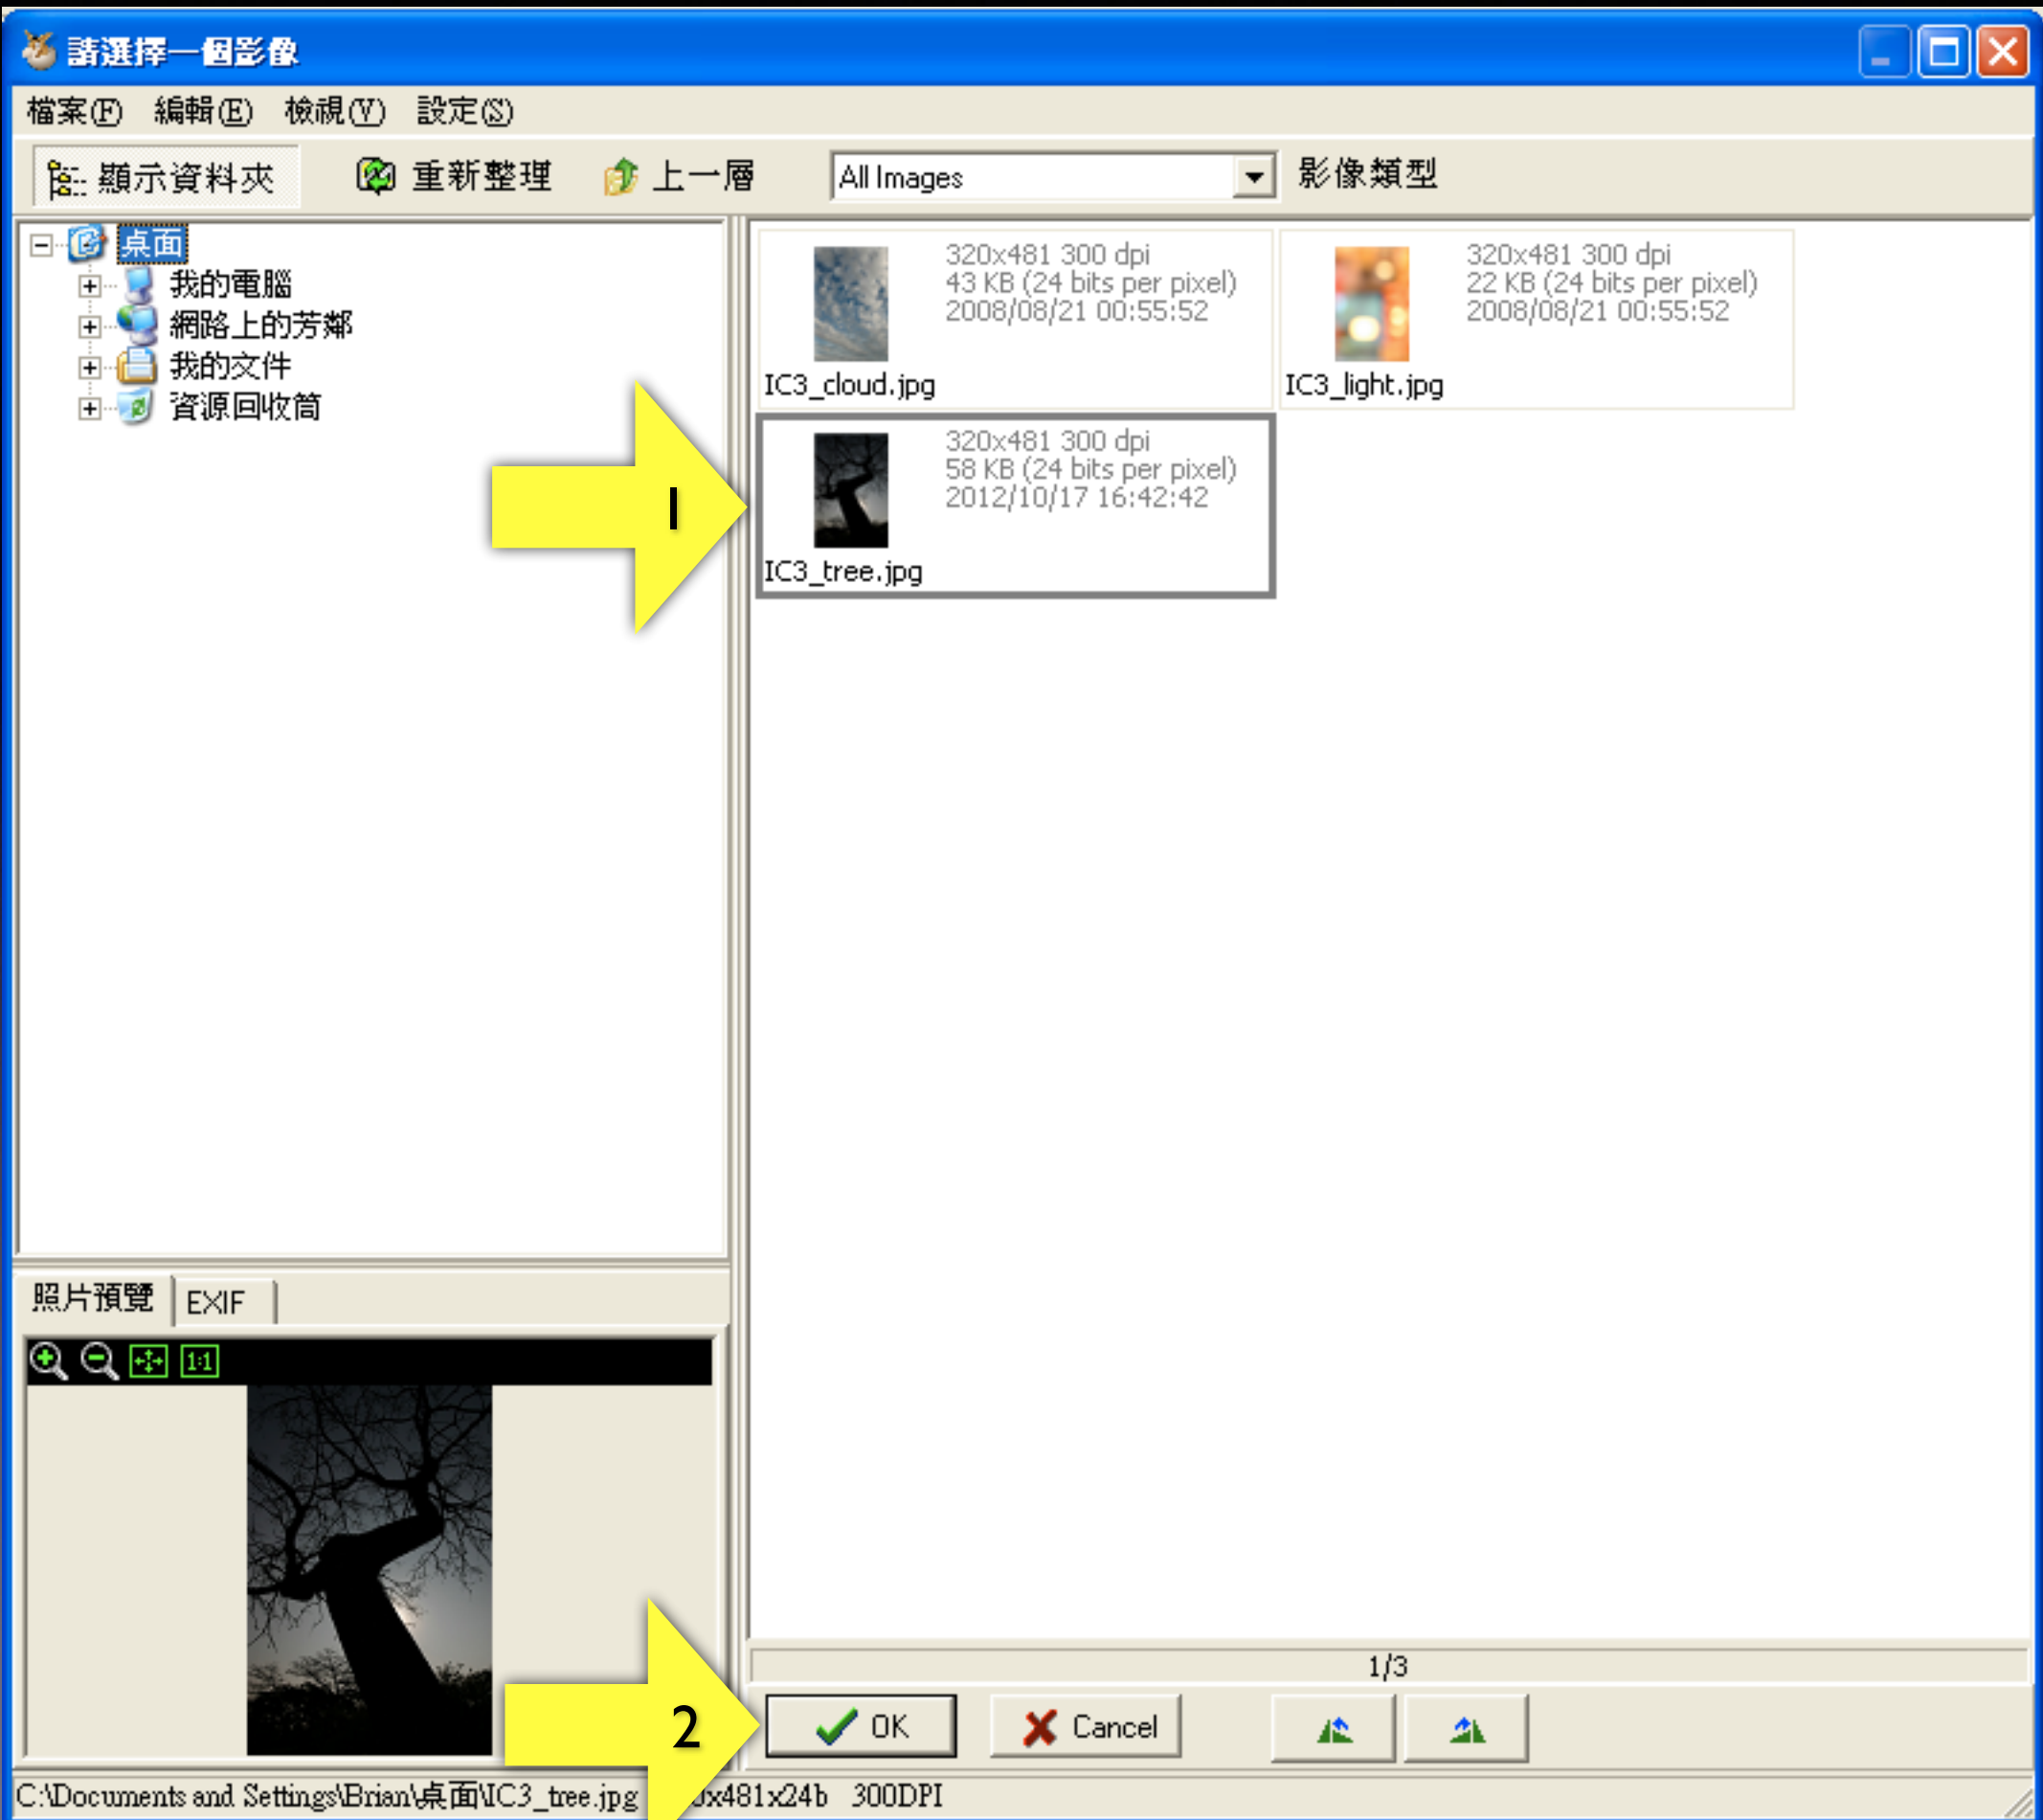 請選擇一個影像
檔案(F) 編輯(E) 檢視(V) 設定(S)
顯示資料夾 重新整理 上一層 All Images 影像類型
桌面
我的電腦
網路上的芳鄰
我的文件
資源回收筒
320x481 300 dpi
43 KB (24 bits per pixel)
2008/08/21 00:55:52
IC3_cloud.jpg
320x481 300 dpi
22 KB (24 bits per pixel)
2008/08/21 00:55:52
IC3_light.jpg
1
320x481 300 dpi
58 KB (24 bits per pixel)
2012/10/17 16:42:42
IC3_tree.jpg
照片預覽 EXIF
1:1
1/3
2
OK Cancel
C:\Documents and Settings\Brian\桌面\IC3_tree.jpg x481x24b 300DPI